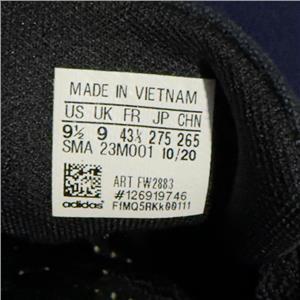 MADE IN VIETNAM
US UK FR JP CHN
9½ 9 43⅓ 275 265
SMA 23M001 10/20
ART FW2883
#126919746
adidas F1MQ5RKk00111